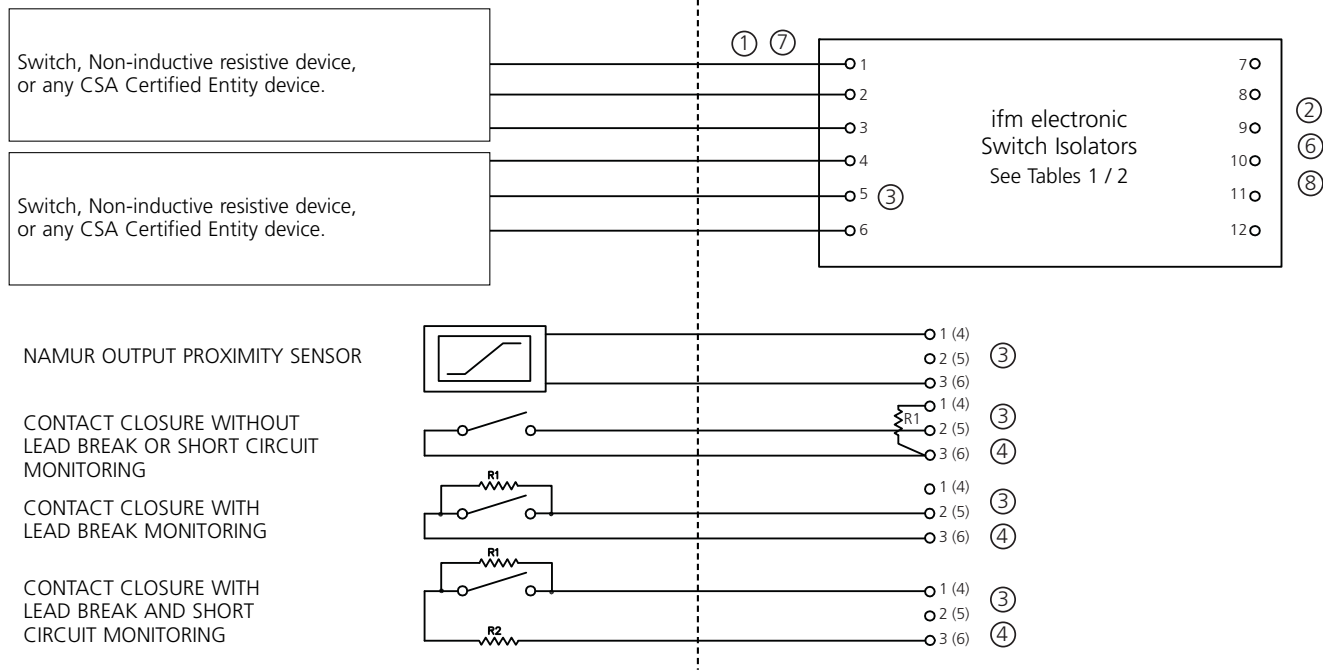 Switch, Non-inductive resistive device,
or any CSA Certified Entity device.
Switch, Non-inductive resistive device,
or any CSA Certified Entity device.
① ⑦
1
2
3
4
5 ③
6
ifm electronic
Switch Isolators
See Tables 1 / 2
7
8
9
10
11
12
②
⑥
⑧
NAMUR OUTPUT PROXIMITY SENSOR
1 (4)
2 (5) ③
3 (6)
CONTACT CLOSURE WITHOUT
LEAD BREAK OR SHORT CIRCUIT
MONITORING
R1
1 (4) ③
2 (5)
3 (6) ④
CONTACT CLOSURE WITH
LEAD BREAK MONITORING
R1
1 (4) ③
2 (5)
3 (6) ④
CONTACT CLOSURE WITH
LEAD BREAK AND SHORT
CIRCUIT MONITORING
R1
R2
1 (4) ③
2 (5)
3 (6) ④